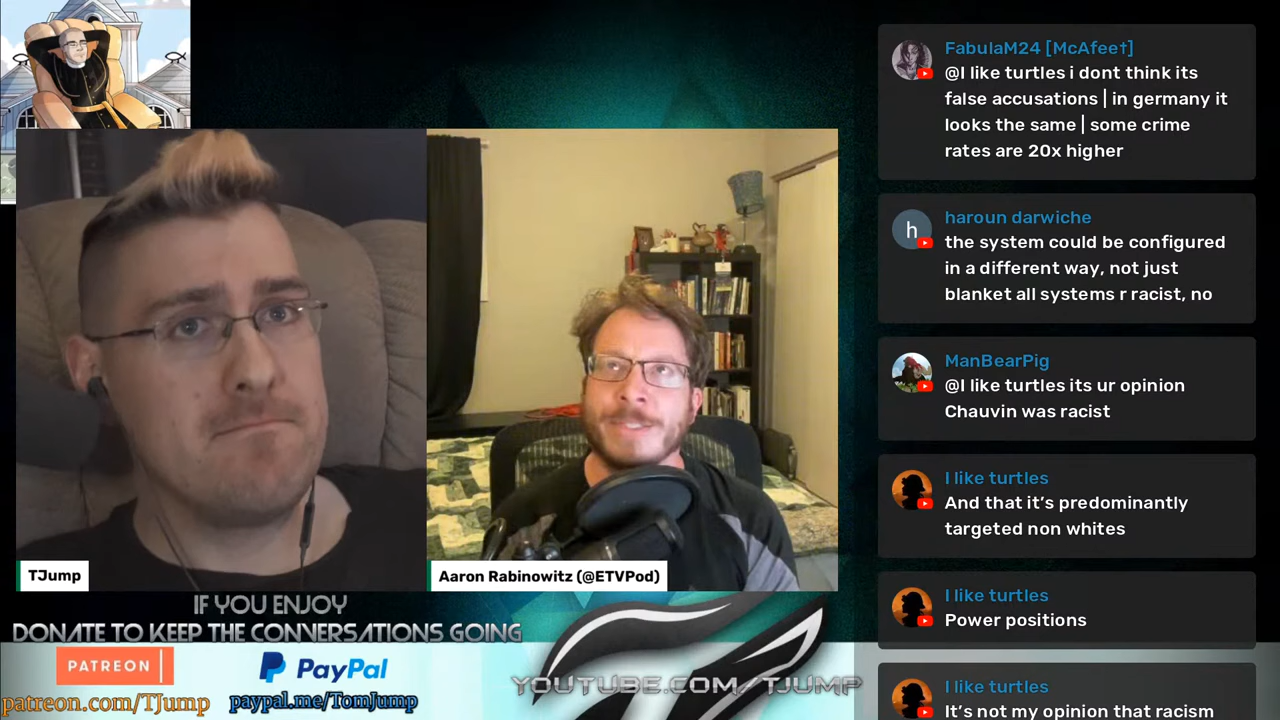 FabulaM24 [McAfee†]
@I like turtles i dont think its
false accusations | in germany it
looks the same | some crime
rates are 20x higher
h
haroun darwiche
the system could be configured
in a different way, not just
blanket all systems r racist, no
ManBearPig
@I like turtles its ur opinion
Chauvin was racist
I like turtles
And that it’s predominantly
targeted non whites
I like turtles
Power positions
I like turtles
It’s not my opinion that racism
TJump
Aaron Rabinowitz (@ETVPod)
IF YOU ENJOY
DONATE TO KEEP THE CONVERSATIONS GOING
PATREON
PayPal
patreon.com/TJump
paypal.me/TomJump
YOUTUBE.COM/TJUMP